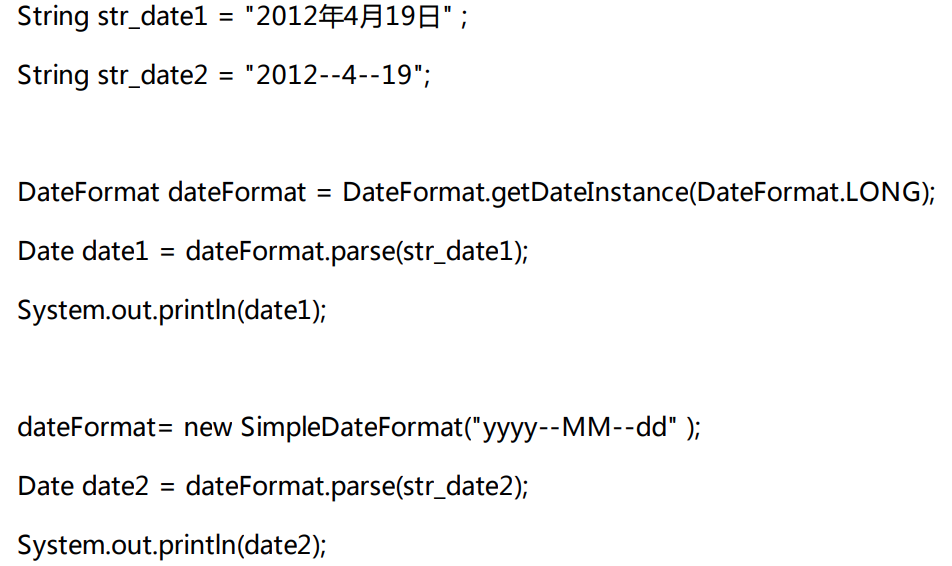 String str_date1 = "2012年4月19日" ;
String str_date2 = "2012--4--19";
DateFormat dateFormat = DateFormat.getDateInstance(DateFormat.LONG);
Date date1 = dateFormat.parse(str_date1);
System.out.println(date1);
dateFormat= new SimpleDateFormat("yyyy--MM--dd" );
Date date2 = dateFormat.parse(str_date2);
System.out.println(date2);